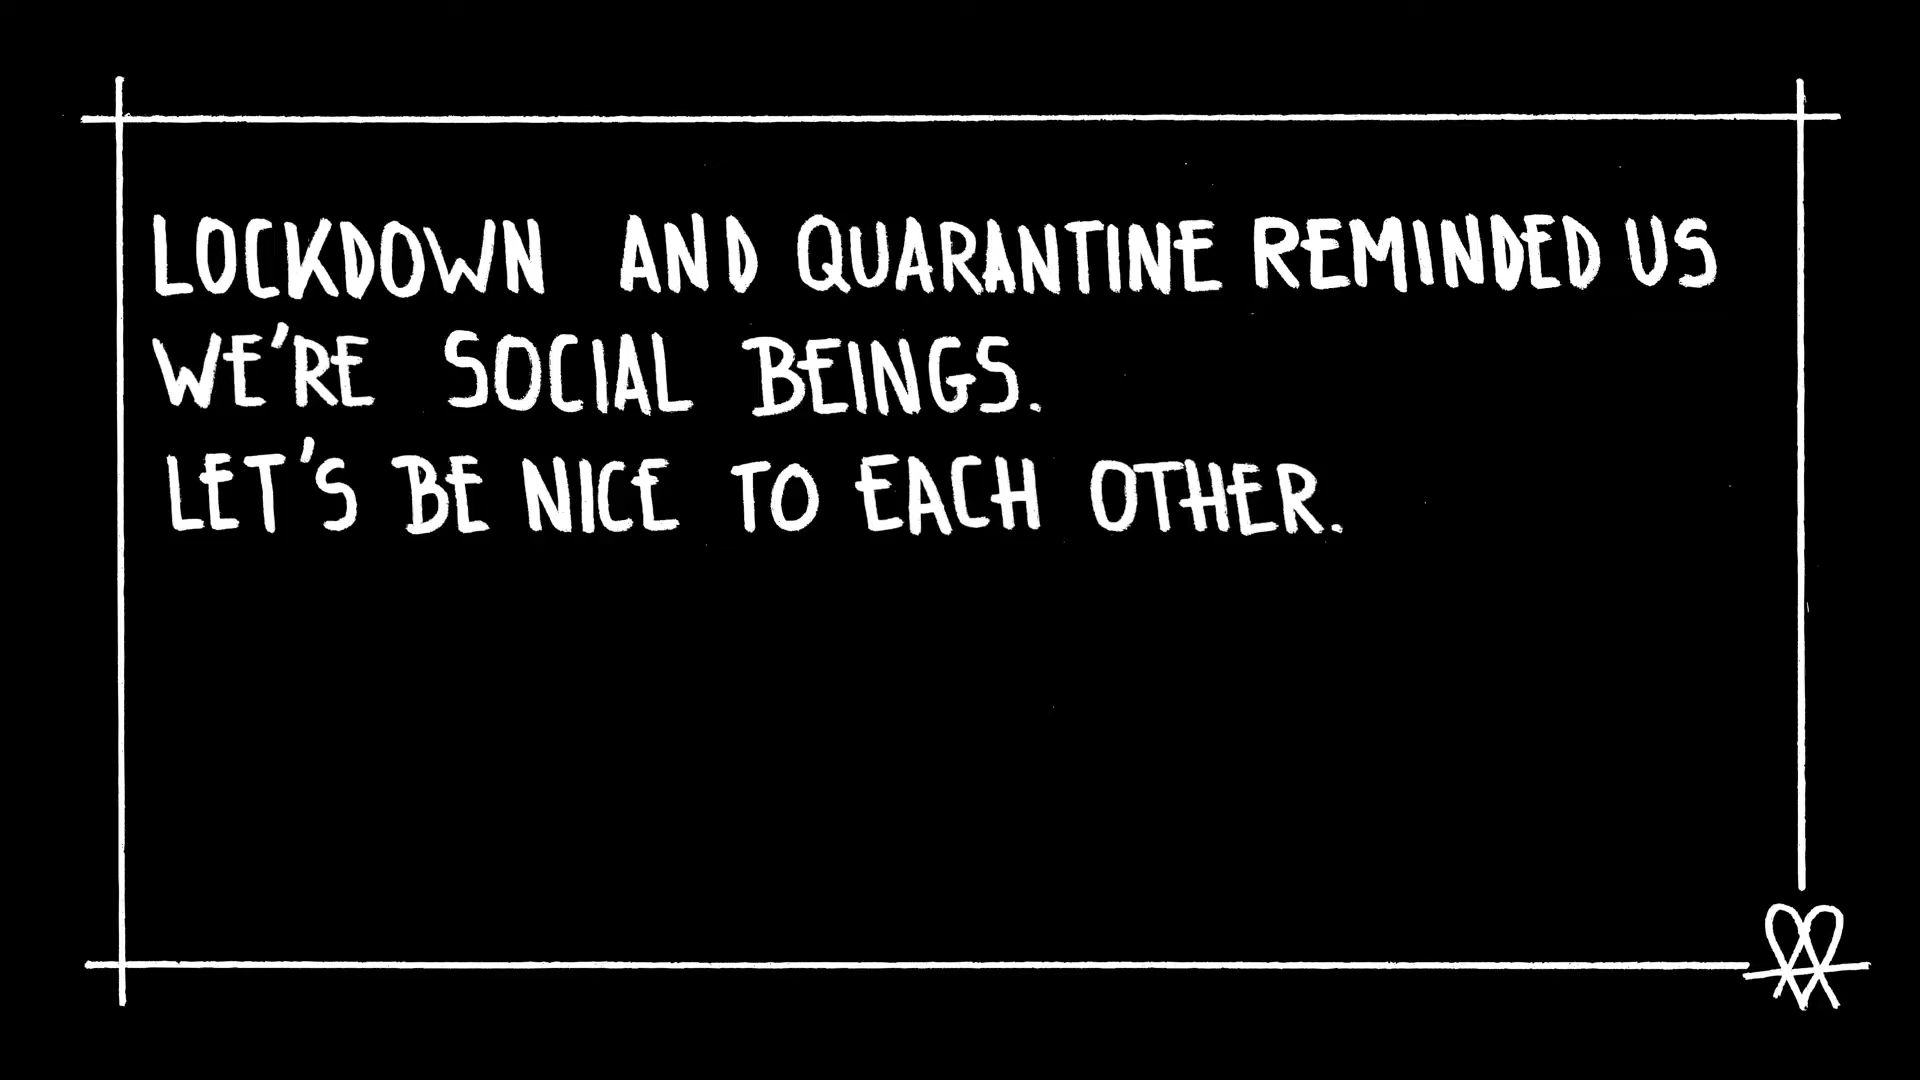 LOCKDOWN AND QUARANTINE REMINDED US
WE'RE SOCIAL BEINGS.
LET'S BE NICE TO EACH OTHER.